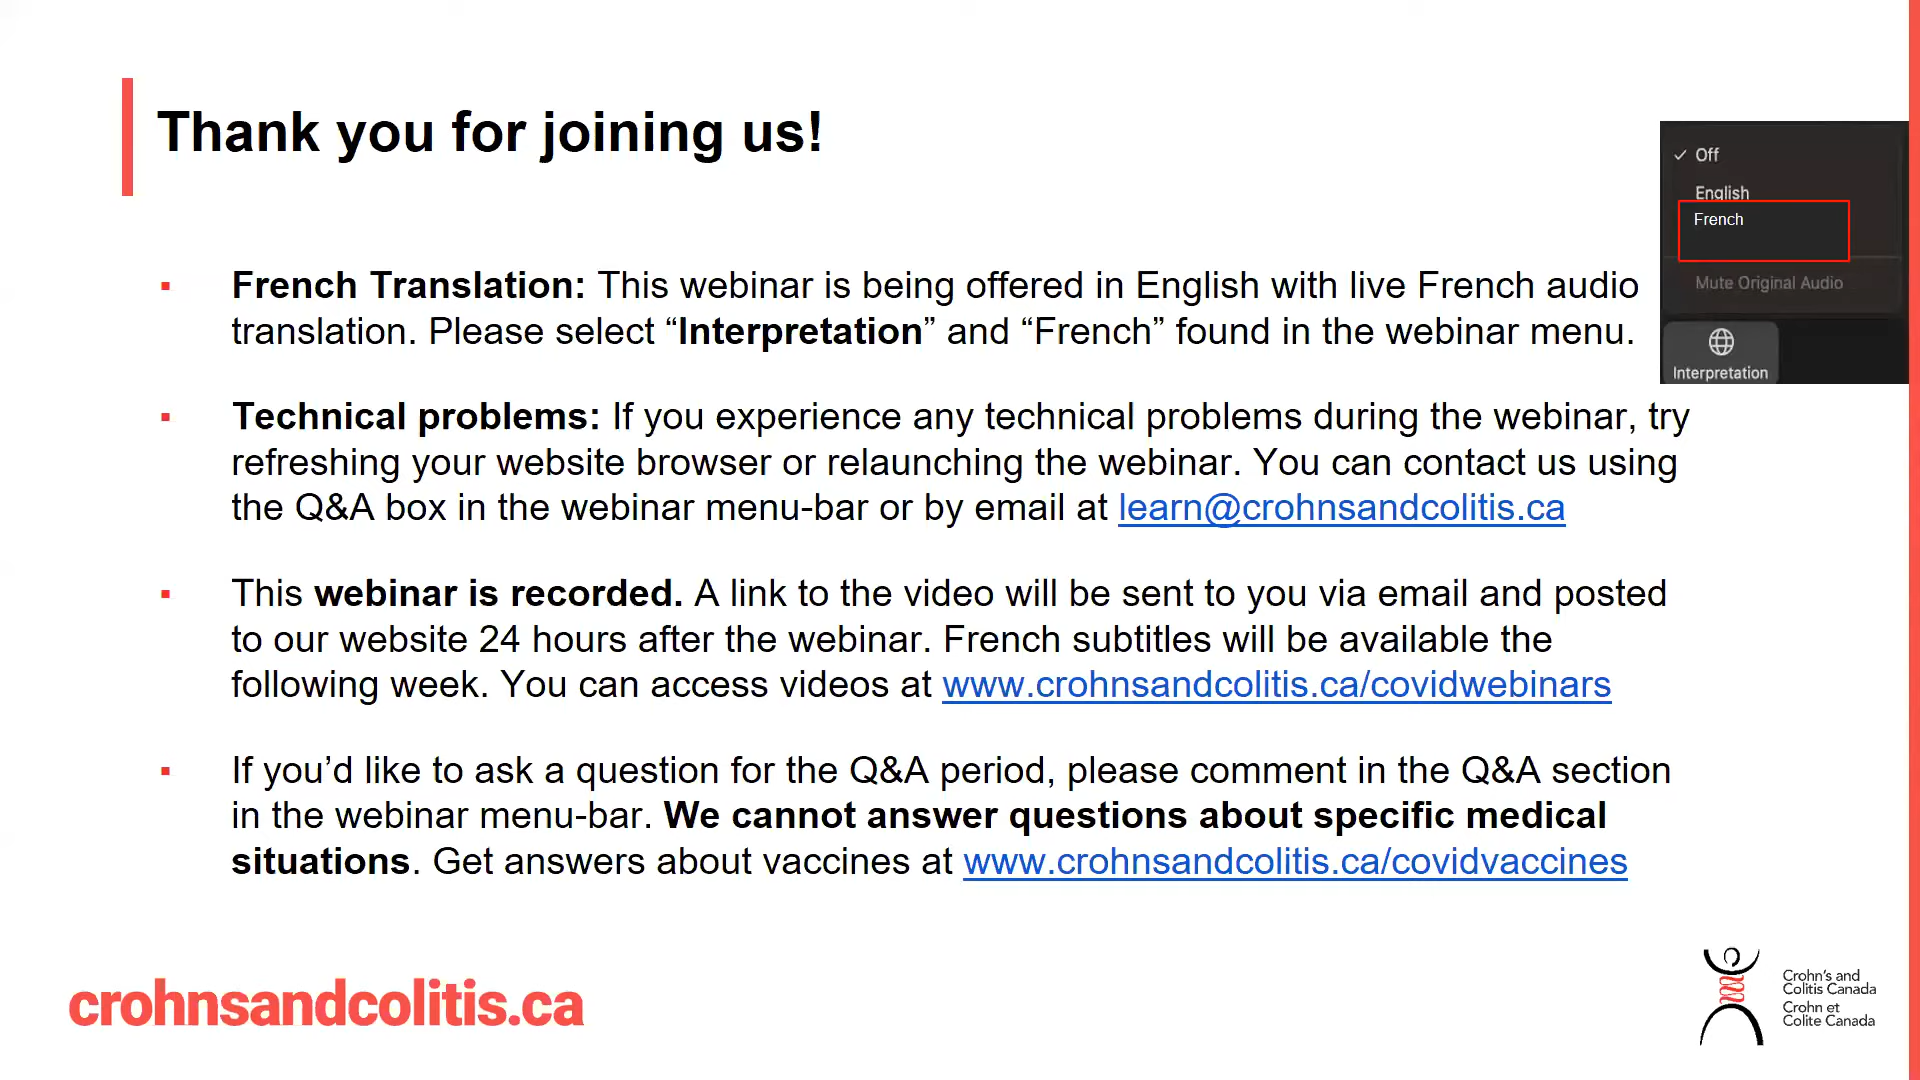 Thank you for joining us!
✓ Off
English
French
Mute Original Audio
Interpretation
▪ French Translation: This webinar is being offered in English with live French audio
translation. Please select “Interpretation” and “French” found in the webinar menu.
▪ Technical problems: If you experience any technical problems during the webinar, try
refreshing your website browser or relaunching the webinar. You can contact us using
the Q&A box in the webinar menu-bar or by email at learn@crohnsandcolitis.ca
▪ This webinar is recorded. A link to the video will be sent to you via email and posted
to our website 24 hours after the webinar. French subtitles will be available the
following week. You can access videos at www.crohnsandcolitis.ca/covidwebinars
▪ If you’d like to ask a question for the Q&A period, please comment in the Q&A section
in the webinar menu-bar. We cannot answer questions about specific medical
situations. Get answers about vaccines at www.crohnsandcolitis.ca/covidvaccines
crohnsandcolitis.ca
Crohn’s and
Colitis Canada
Crohn et
Colite Canada